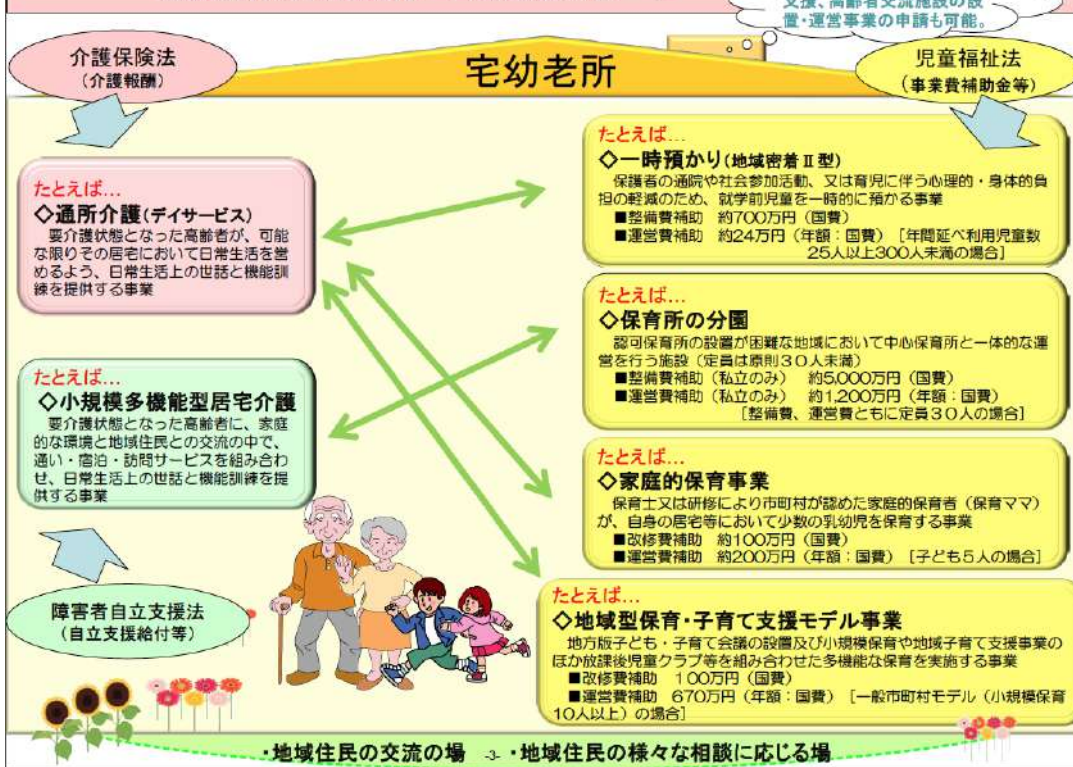 支援、高齢者交流施設の設
置・運営事業の申請も可能。
介護保険法
(介護報酬)
宅幼老所
児童福祉法
(事業費補助金等)
たとえば…
◇通所介護(デイサービス)
要介護状態となった高齢者が、可能
な限りその居宅において日常生活を営
めるよう、日常生活上の世話と機能訓
練を提供する事業
たとえば…
◇小規模多機能型居宅介護
要介護状態となった高齢者に、家庭
的な環境と地域住民との交流の中で、
通い・宿泊・訪問サービスを組み合わ
せ、日常生活上の世話と機能訓練を提
供する事業
障害者自立支援法
(自立支援給付等)
たとえば…
◇一時預かり(地域密着Ⅱ型)
保護者の通院や社会参加活動、又は育児に伴う心理的・身体的負
担の軽減のため、就学前児童を一時的に預かる事業
■整備費補助 約700万円(国費)
■運営費補助 約24万円(年額:国費) [年間延べ利用児童数
25人以上300人未満の場合]
たとえば…
◇保育所の分園
認可保育所の設置が困難な地域において中心保育所と一体的な運
営を行う施設(定員は原則30人未満)
■整備費補助(私立のみ) 約5,000万円(国費)
■運営費補助(私立のみ) 約1,200万円(年額:国費)
[整備費、運営費ともに定員30人の場合]
たとえば…
◇家庭的保育事業
保育士又は研修により市町村が認めた家庭的保育者(保育ママ)
が、自身の居宅等において少数の乳幼児を保育する事業
■改修費補助 約100万円(国費)
■運営費補助 約200万円(年額:国費) [子ども5人の場合]
たとえば…
◇地域型保育・子育て支援モデル事業
地方版子ども・子育て会議の設置及び小規模保育や地域子育て支援事業の
ほか放課後児童クラブ等を組み合わせた多機能な保育を実施する事業
■改修費補助 100万円(国費)
■運営費補助 670万円(年額:国費) [一般市町村モデル(小規模保育
10人以上)の場合]
・地域住民の交流の場 -3- ・地域住民の様々な相談に応じる場